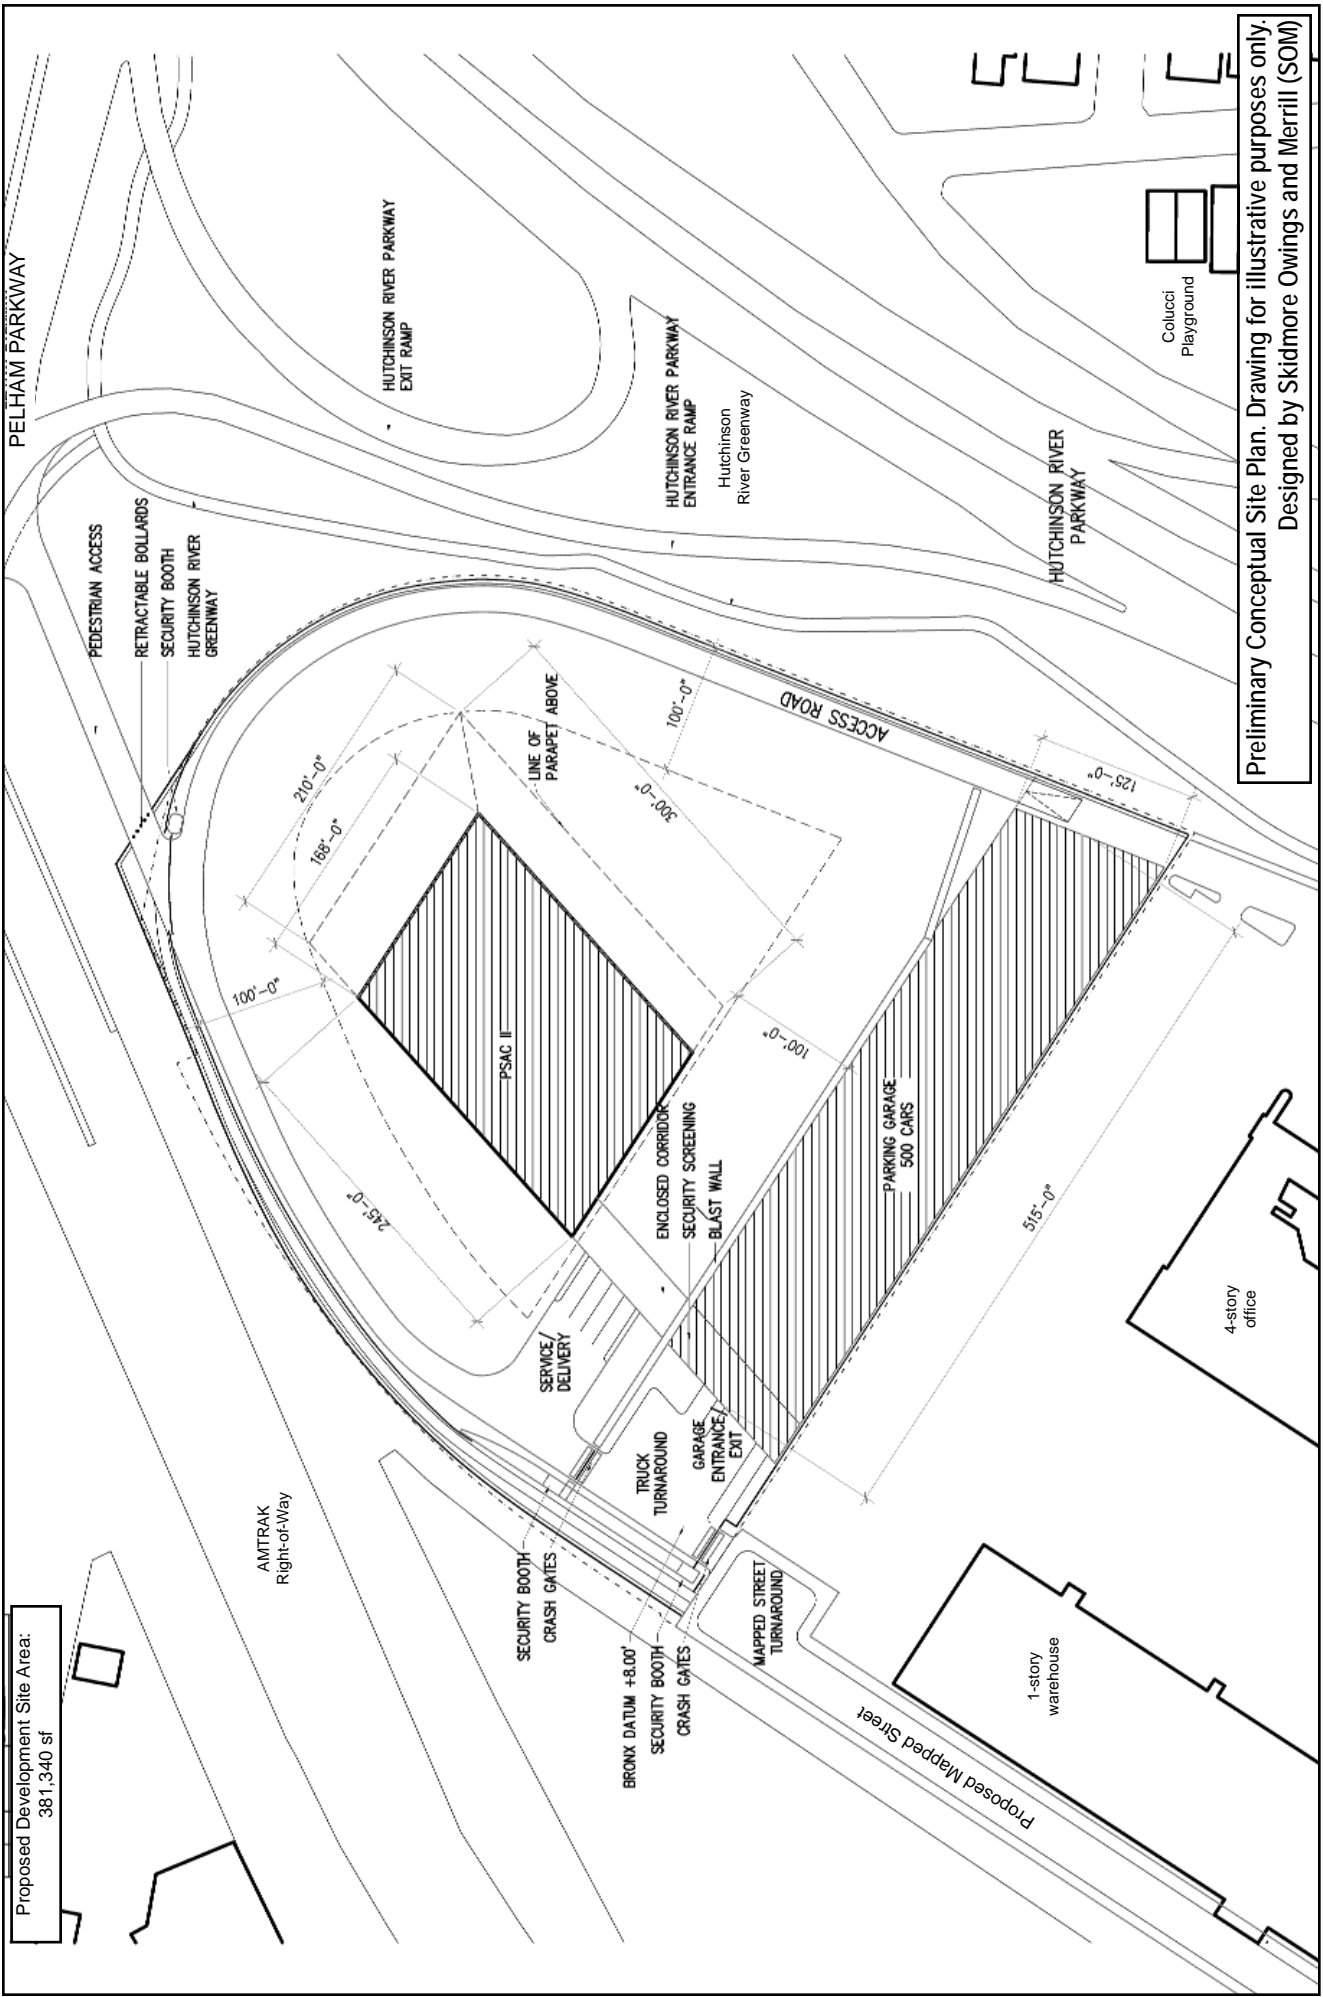 Proposed Development Site Area:
381,340 sf
PELHAM PARKWAY
PEDESTRIAN ACCESS
RETRACTABLE BOLLARDS
SECURITY BOOTH
HUTCHINSON RIVER
GREENWAY
HUTCHINSON RIVER PARKWAY
EXIT RAMP
HUTCHINSON RIVER PARKWAY
ENTRANCE RAMP
Hutchinson
River Greenway
HUTCHINSON RIVER
PARKWAY
Colucci
Playground
AMTRAK
Right-of-Way
100'-0"
210'-0"
168'-0"
245'-0"
LINE OF
PARAPET ABOVE
300'-0"
100'-0"
ACCESS ROAD
125'-0"
PSAC II
100'-0"
ENCLOSED CORRIDOR
SECURITY SCREENING
BLAST WALL
SERVICE/
DELIVERY
PARKING GARAGE
500 CARS
515'-0"
TRUCK
TURNAROUND
GARAGE
ENTRANCE/
EXIT
SECURITY BOOTH
CRASH GATES
BRONX DATUM +8.00'
SECURITY BOOTH
CRASH GATES
MAPPED STREET
TURNAROUND
Proposed Mapped Street
1-story
warehouse
4-story
office
Preliminary Conceptual Site Plan. Drawing for illustrative purposes only.
Designed by Skidmore Owings and Merrill (SOM)